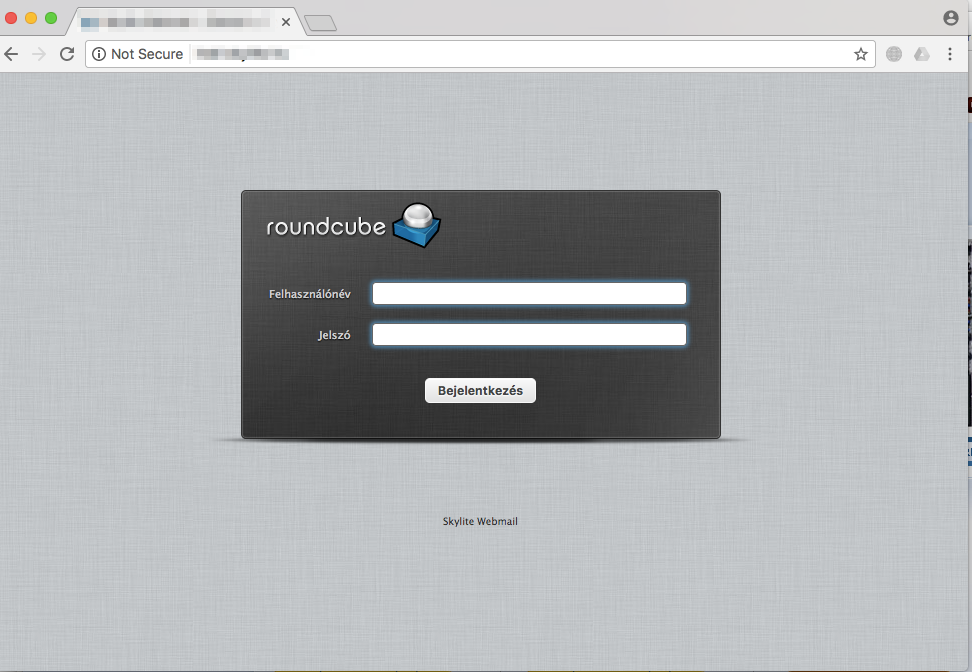 Not Secure
roundcube
Felhasználónév
Jelszó
Bejelentkezés
Skylite Webmail